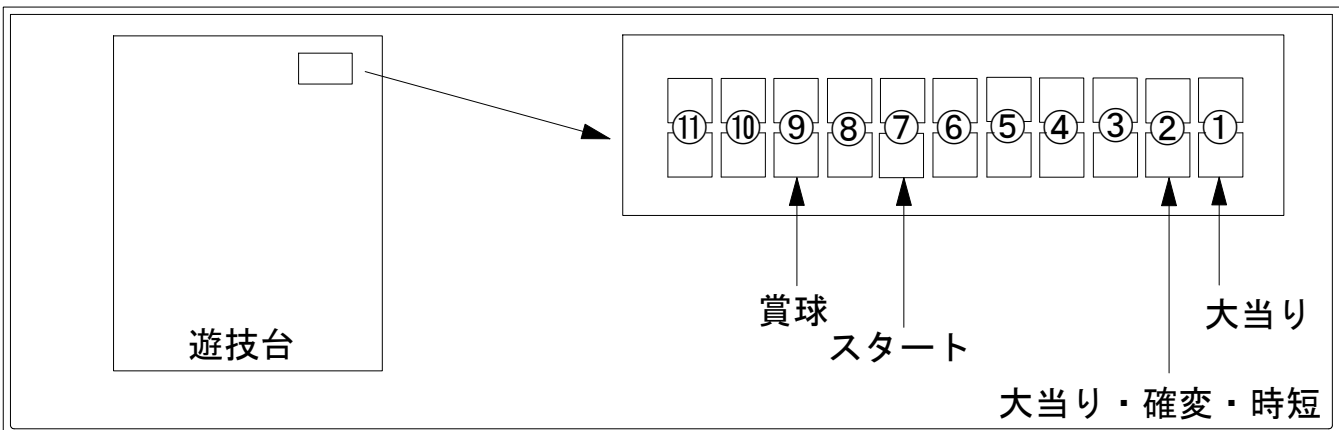 ⑪ ⑩ ⑨ ⑧ ⑦ ⑥ ⑤ ④ ③ ② ①
賞球
大当り
遊技台
スタート
大当り・確変・時短